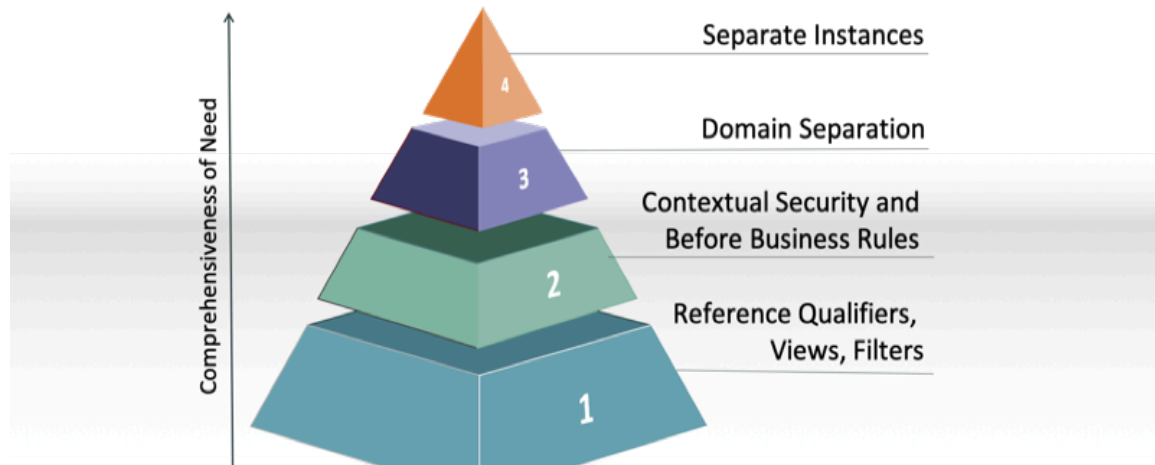 Separate Instances
4
Domain Separation
3
Contextual Security and
Before Business Rules
2
Reference Qualifiers,
Views, Filters
1
Comprehensiveness of Need